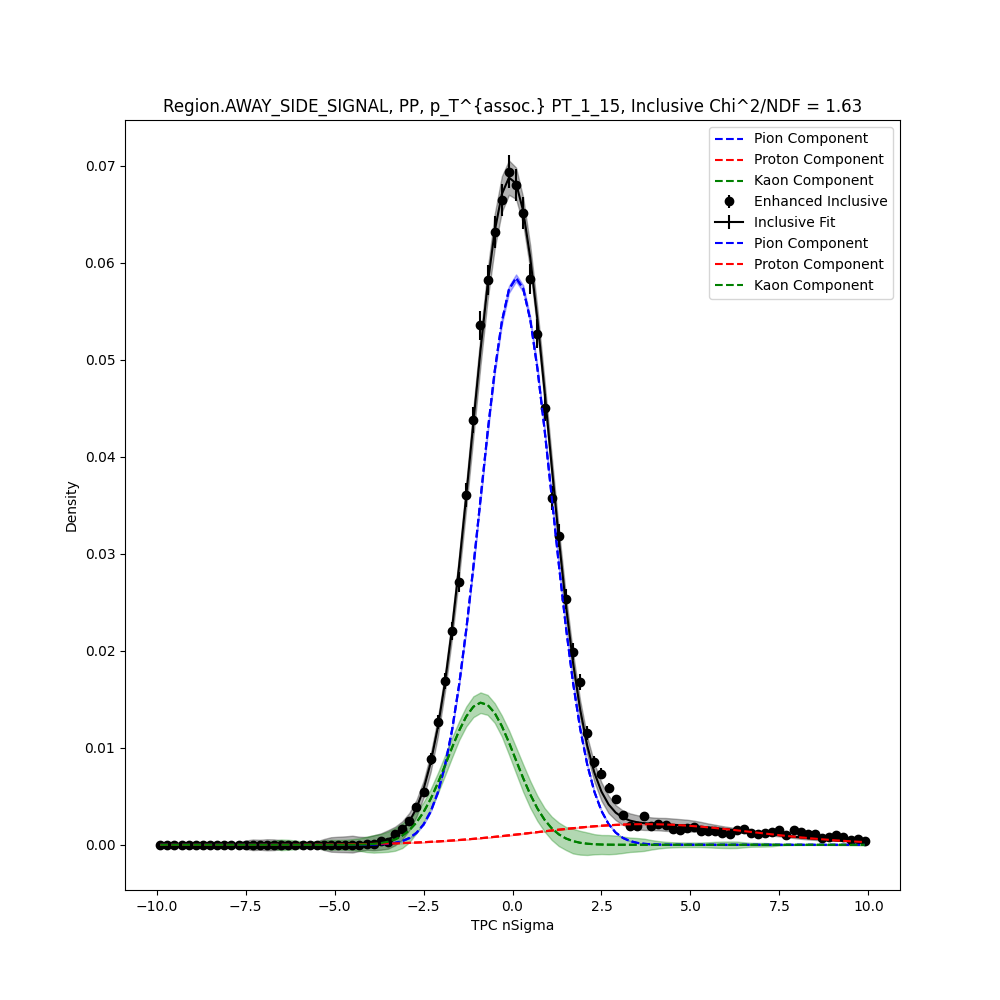 Region.AWAY_SIDE_SIGNAL, PP, p_T^{assoc.} PT_1_15, Inclusive Chi^2/NDF = 1.63
Pion Component
Proton Component
Kaon Component
Enhanced Inclusive
Inclusive Fit
Pion Component
Proton Component
Kaon Component
0.07
0.06
0.05
0.04
0.03
0.02
0.01
0.00
Density
−10.0 −7.5 −5.0 −2.5 0.0 2.5 5.0 7.5 10.0
TPC nSigma